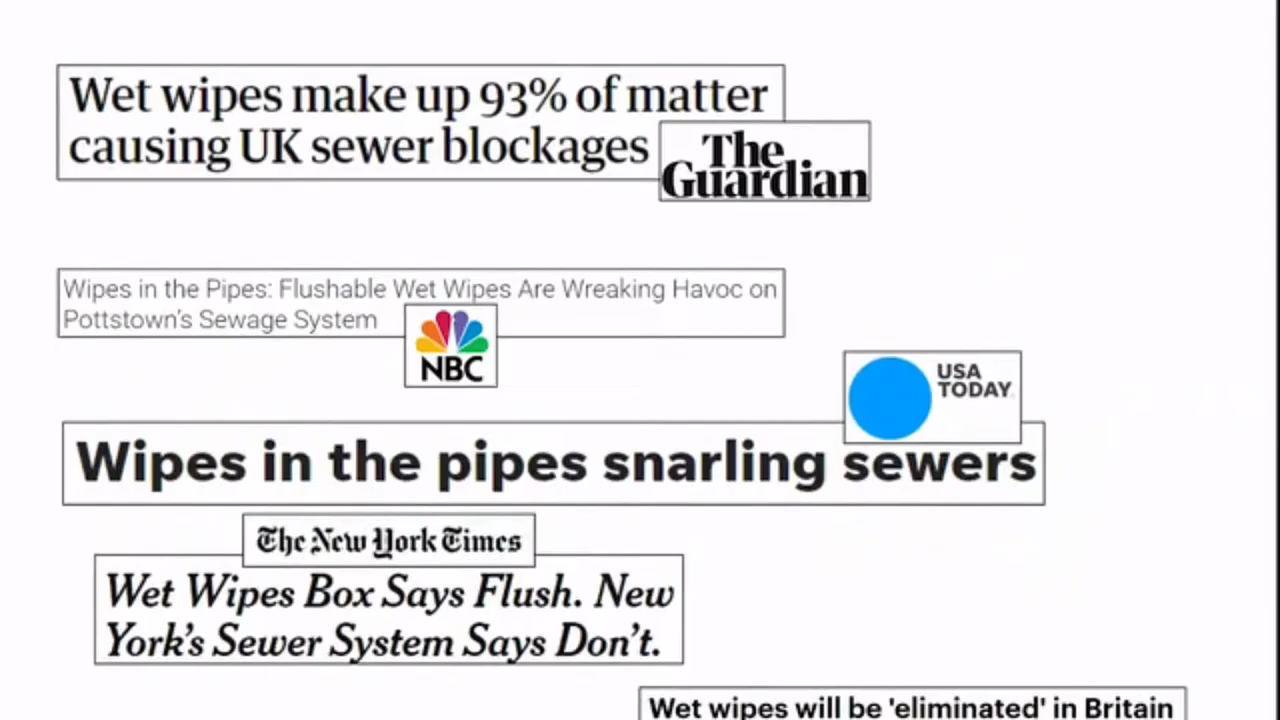 Wet wipes make up 93% of matter
causing UK sewer blockages
The
Guardian
Wipes in the Pipes: Flushable Wet Wipes Are Wreaking Havoc on
Pottstown's Sewage System
NBC
USA
TODAY
Wipes in the pipes snarling sewers
The New York Times
Wet Wipes Box Says Flush. New
York's Sewer System Says Don't.
Wet wipes will be 'eliminated' in Britain